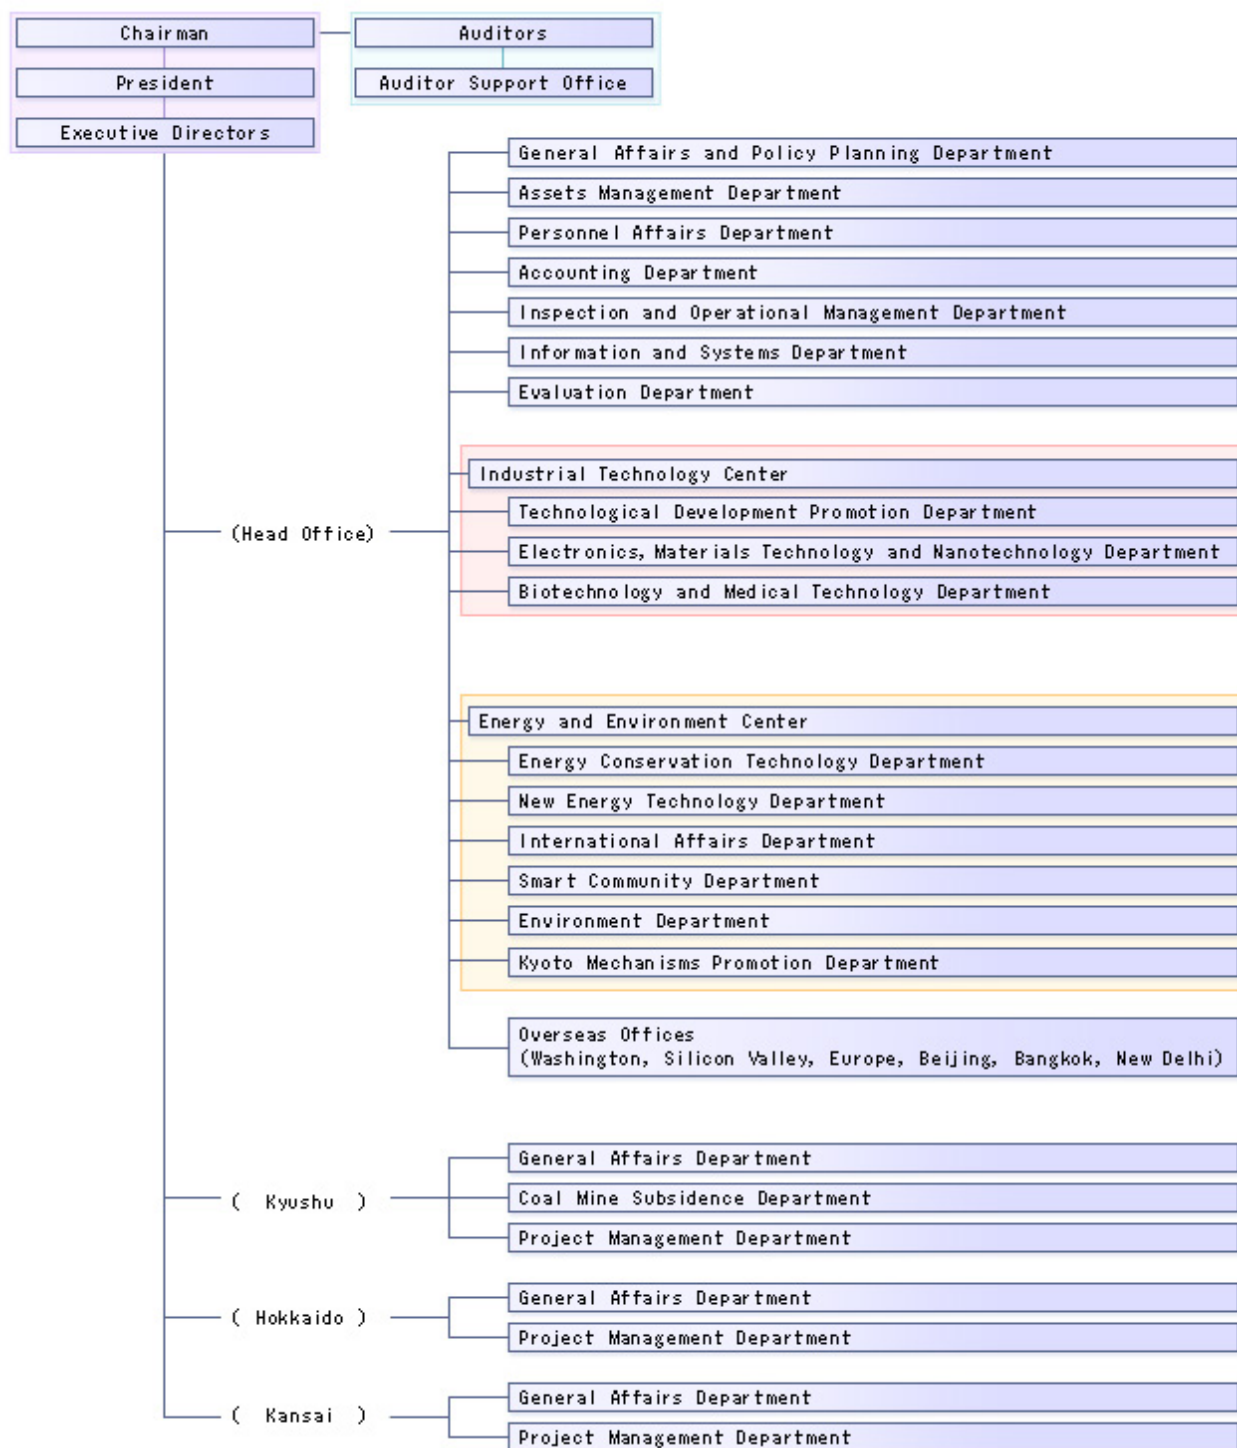 Chairman
Auditors
President
Auditor Support Office
Executive Directors
General Affairs and Policy Planning Department
Assets Management Department
Personnel Affairs Department
Accounting Department
Inspection and Operational Management Department
Information and Systems Department
Evaluation Department
Industrial Technology Center
(Head Office)
Technological Development Promotion Department
Electronics, Materials Technology and Nanotechnology Department
Biotechnology and Medical Technology Department
Energy and Environment Center
Energy Conservation Technology Department
New Energy Technology Department
International Affairs Department
Smart Community Department
Environment Department
Kyoto Mechanisms Promotion Department
Overseas Offices
(Washington, Silicon Valley, Europe, Beijing, Bangkok, New Delhi)
( Kyushu )
General Affairs Department
Coal Mine Subsidence Department
Project Management Department
( Hokkaido )
General Affairs Department
Project Management Department
( Kansai )
General Affairs Department
Project Management Department